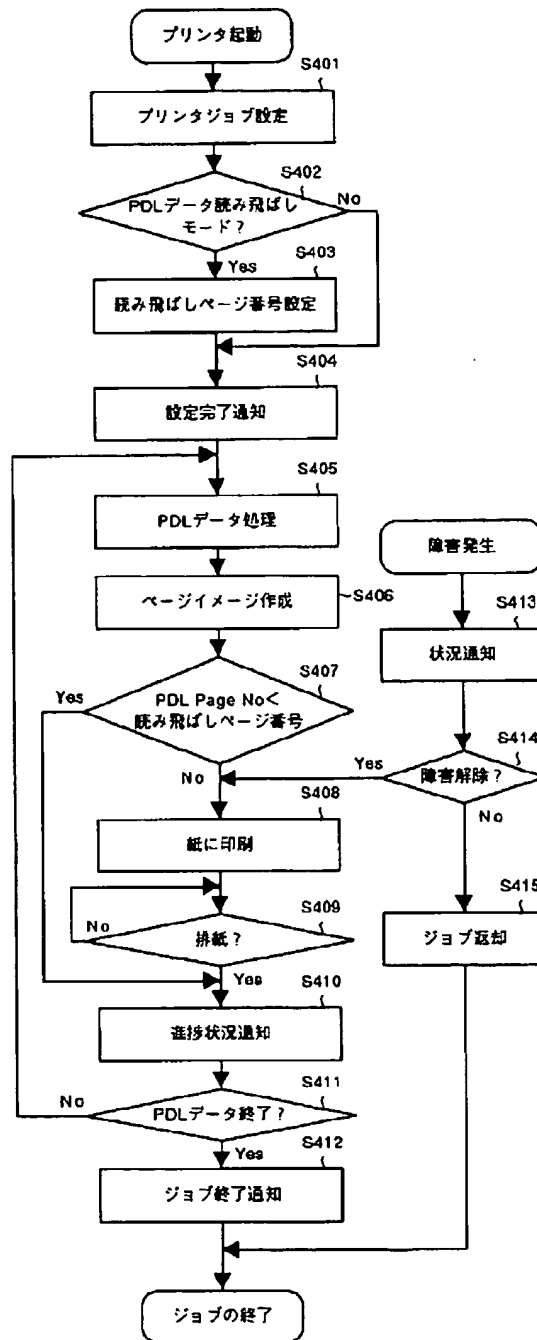 プリンタ起動
S401
プリンタジョブ設定
S402
PDLデータ読み飛ばし
モード？
No
Yes
S403
読み飛ばしページ番号設定
S404
設定完了通知
S405
PDLデータ処理
ページイメージ作成
S406
S407
PDL Page No＜
読み飛ばしページ番号
Yes
No
S408
紙に印刷
S409
排紙？
No
Yes
S410
進捗状況通知
S411
PDLデータ終了？
No
Yes
S412
ジョブ終了通知
ジョブの終了
障害発生
S413
状況通知
S414
障害解除？
Yes
No
S415
ジョブ返却